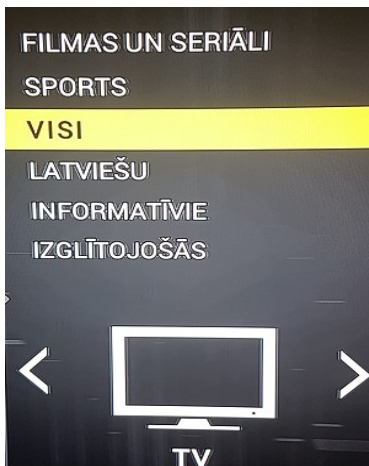 FILMAS UN SERIĀLI
SPORTS
VISI
LATVIEŠU
INFORMATĪVIE
IZGLĪTOJOŠĀS
TV